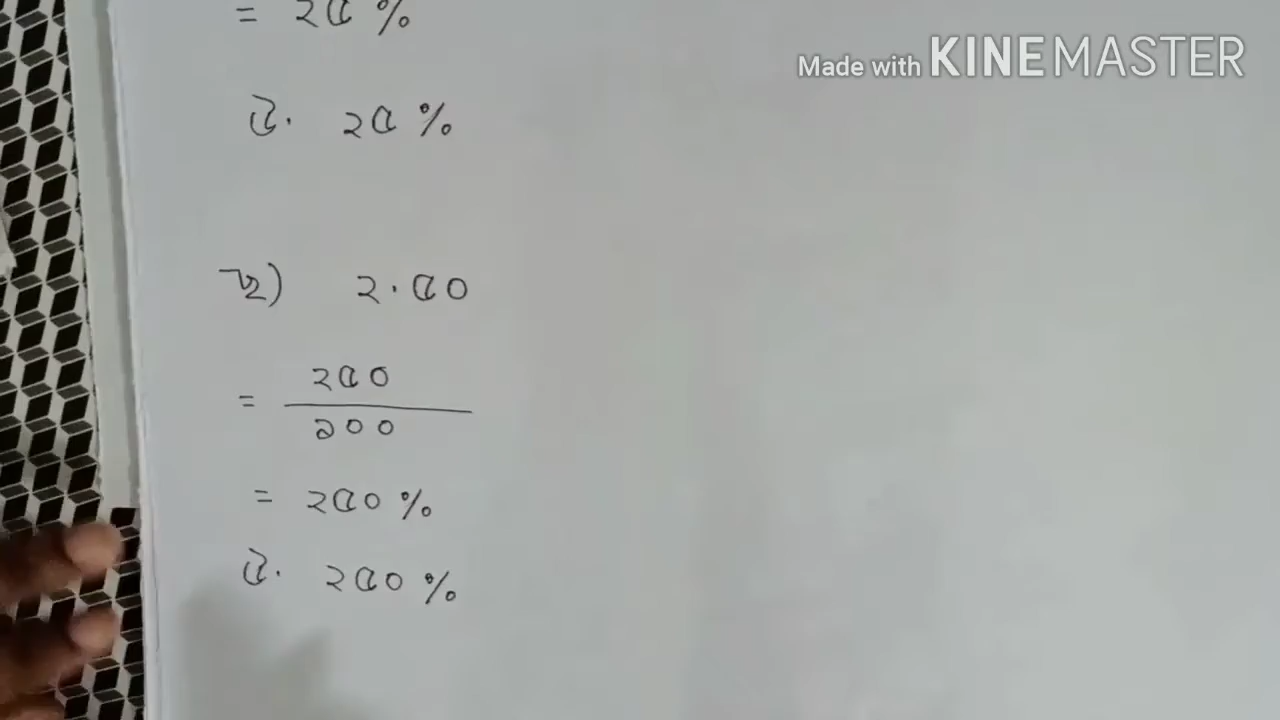 = ২৫ %
Made with KINEMASTER
উ. ২৫ %
ছ) ২.৫০
= ২৫০
১০০
= ২৫০ %
উ. ২৫০ %